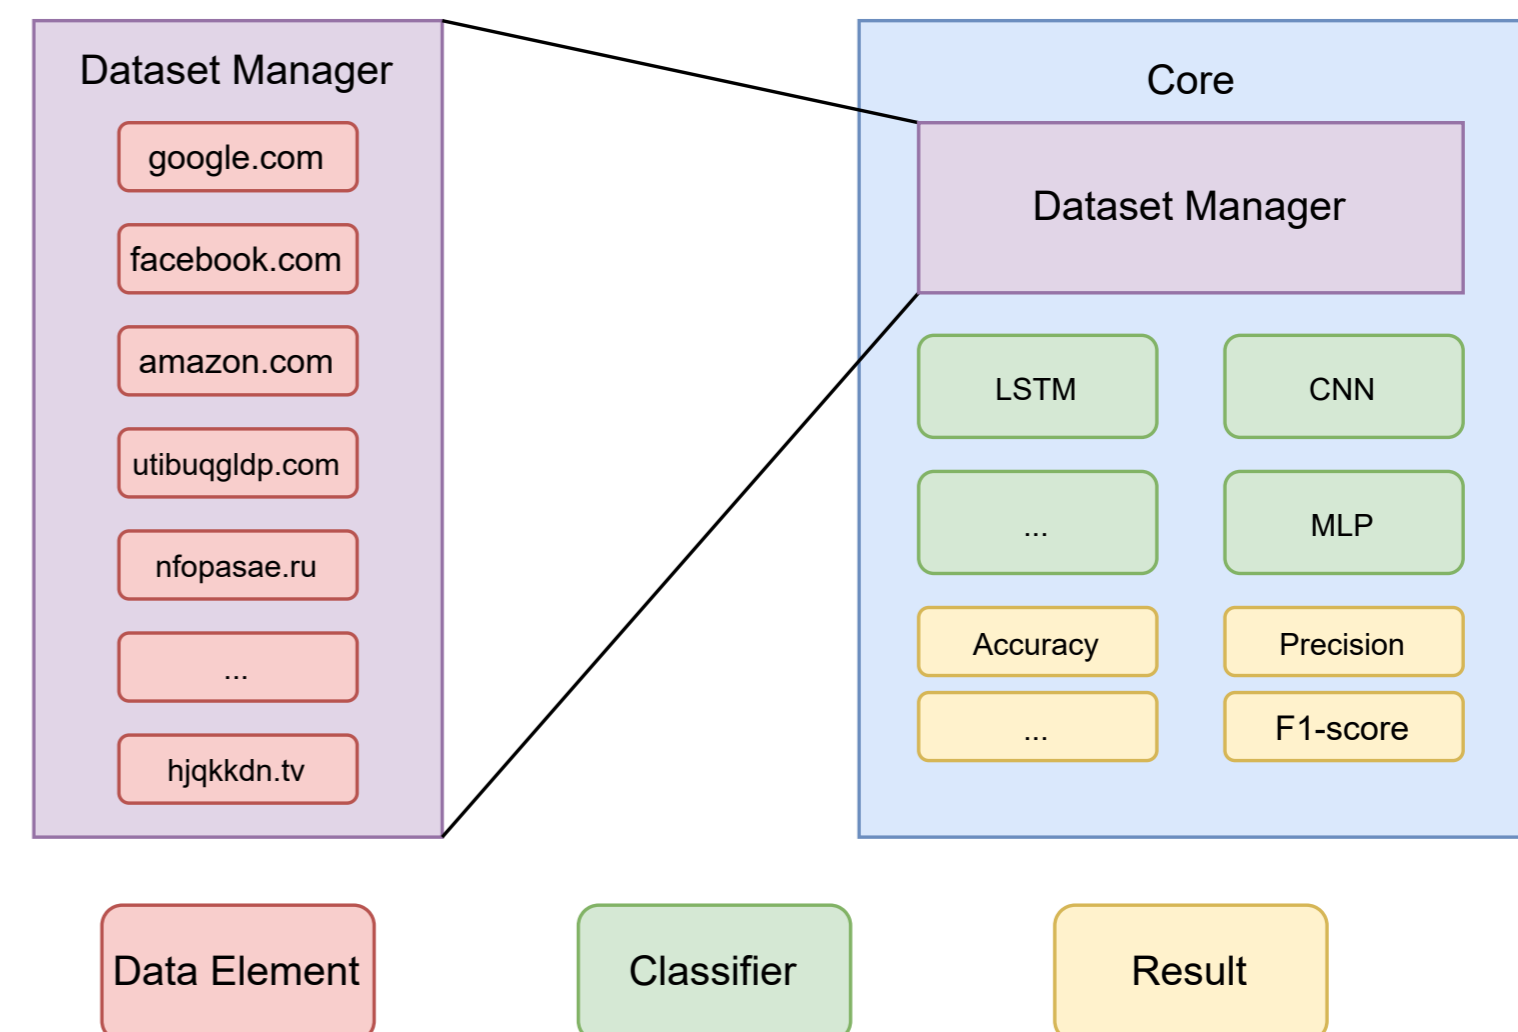 Dataset Manager
google.com
facebook.com
amazon.com
utibuqgldp.com
nfopasae.ru
...
hjqkkdn.tv
Core
Dataset Manager
LSTM
CNN
...
MLP
Accuracy
Precision
...
F1-score
Data Element
Classifier
Result